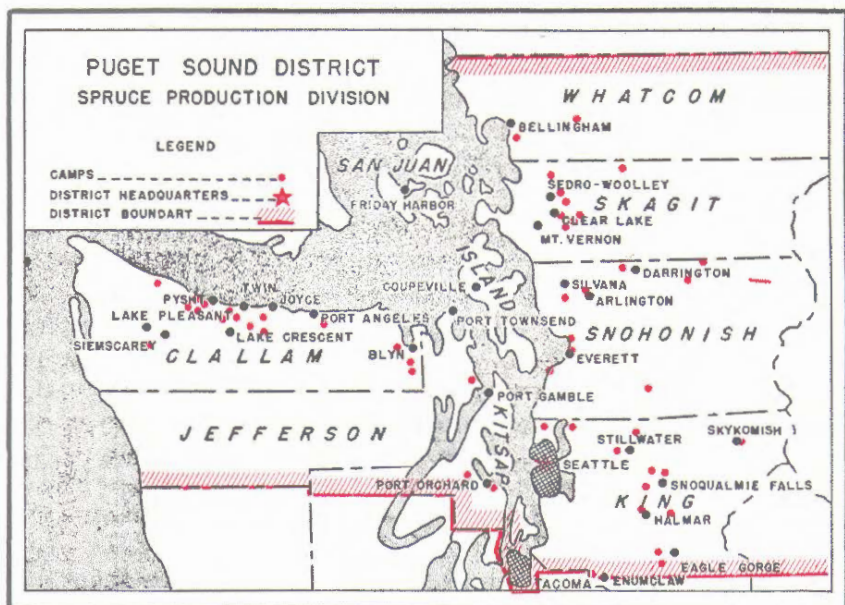 PUGET SOUND DISTRICT
SPRUCE PRODUCTION DIVISION
LEGEND
CAMPS
DISTRICT HEADQUARTERS
DISTRICT BOUNDARY
WHATCOM
BELLINGHAM
SAN JUAN
FRIDAY HARBOR
SEDRO-WOOLLEY
SKAGIT
CLEAR LAKE
MT. VERNON
ISLAND
DARRINGTON
SILVANA
ARLINGTON
COUPEVILLE
TWIN
PYSHT
JOYCE
LAKE PLEASANT
PORT ANGELES
PORT TOWNSEND
SNOHONISH
SIEMSCAREY
LAKE CRESCENT
CLALLAM
BLYN
EVERETT
PORT GAMBLE
JEFFERSON
KITSAP
STILLWATER
SKYKOMISH
SEATTLE
PORT ORCHARD
SNOQUALMIE FALLS
KING
HALMAR
EAGLE GORGE
TACOMA
ENUMCLAW